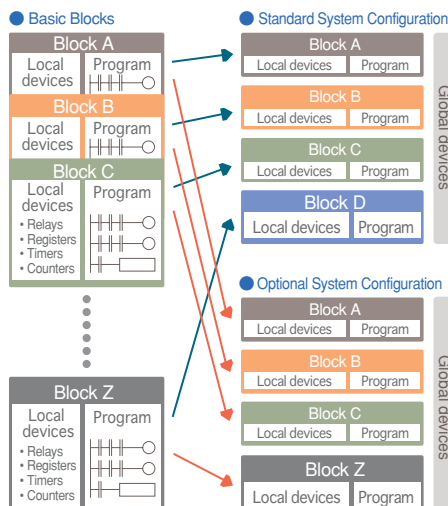 Basic Blocks
Block A
Local
devices
Program
Block B
Local
devices
Program
Block C
Local
devices
• Relays
• Registers
• Timers
• Counters
Program
Block Z
Local
devices
• Relays
• Registers
• Timers
• Counters
Program
Standard System Configuration
Block A
Local devices Program
Block B
Local devices Program
Block C
Local devices Program
Block D
Local devices Program
Global devices
Optional System Configuration
Block A
Local devices Program
Block B
Local devices Program
Block C
Local devices Program
Block Z
Local devices Program
Global devices